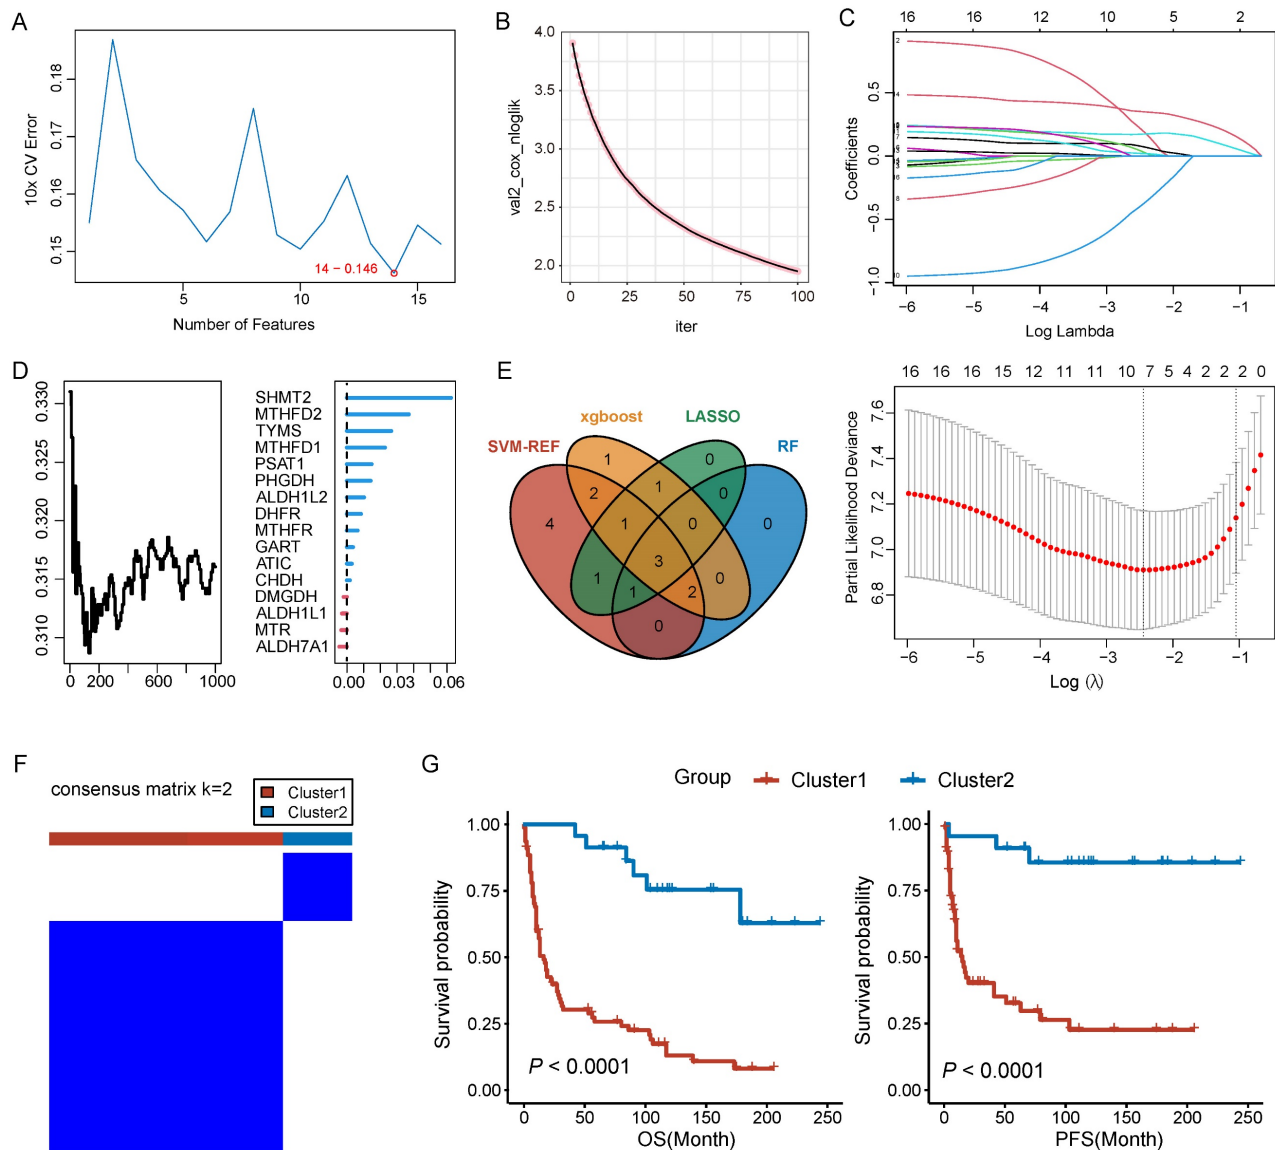 A
10x CV Error
0.18
0.17
0.16
0.15
14 − 0.146
5
10
15
Number of Features
B
val2_cox_nloglik
4.0
3.5
3.0
2.5
2.0
0
25
50
75
100
iter
C
16 16 12 10 5 2
Coefficients
0.5
0.0
−0.5
−1.0
−6 −5 −4 −3 −2 −1
Log Lambda
16 16 15 12 11 11 10 7 5 4 2 2 2 0
Partial Likelihood Deviance
7.6
7.4
7.2
7.0
6.8
−6 −5 −4 −3 −2 −1
Log (λ)
D
0.330
0.325
0.320
0.315
0.310
0 200 600 1000
SHMT2
MTHFD2
TYMS
MTHFD1
PSAT1
PHGDH
ALDH1L2
DHFR
MTHFR
GART
ATIC
CHDH
DMGDH
ALDH1L1
MTR
ALDH7A1
0.00 0.03 0.06
E
xgboost LASSO
SVM-REF RF
1 0
2 1 0
4 1 0 0
3
1 1 2 0
0
F
consensus matrix k=2
Cluster1
Cluster2
G
Group Cluster1 Cluster2
Survival probability
1.00
0.75
0.50
0.25
0.00
P < 0.0001
0 50 100 150 200 250
OS(Month)
Survival probability
1.00
0.75
0.50
0.25
0.00
P < 0.0001
0 50 100 150 200 250
PFS(Month)